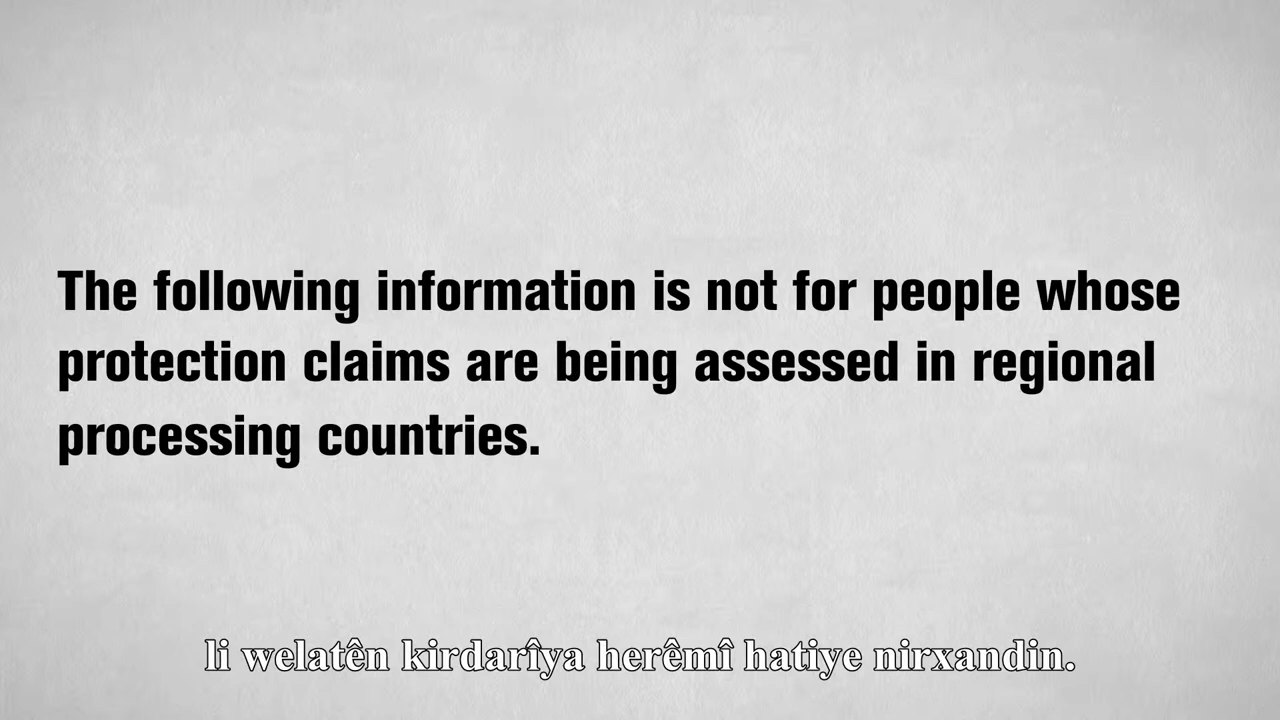 The following information is not for people whose
protection claims are being assessed in regional
processing countries.
li welatên kirdarîya herêmî hatiye nirxandin.